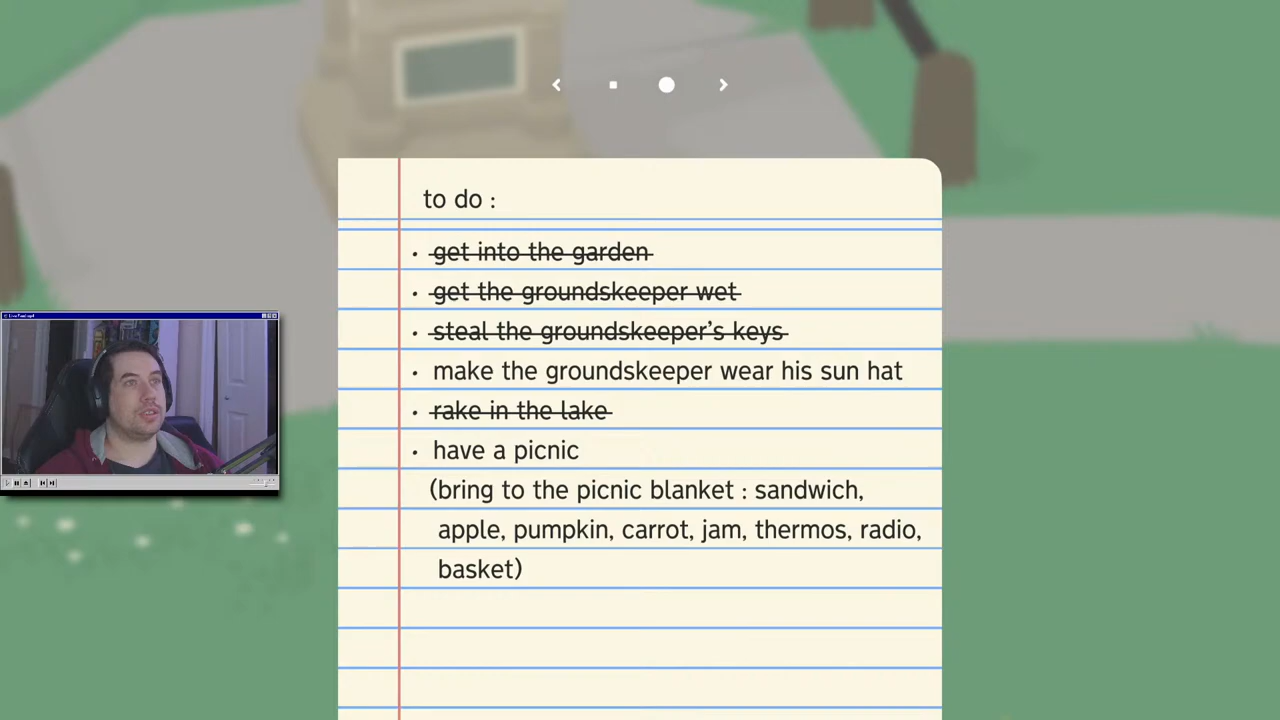 to do :
· get into the garden
· get the groundskeeper wet
· steal the groundskeeper's keys
· make the groundskeeper wear his sun hat
· rake in the lake
· have a picnic
(bring to the picnic blanket : sandwich,
apple, pumpkin, carrot, jam, thermos, radio,
basket)